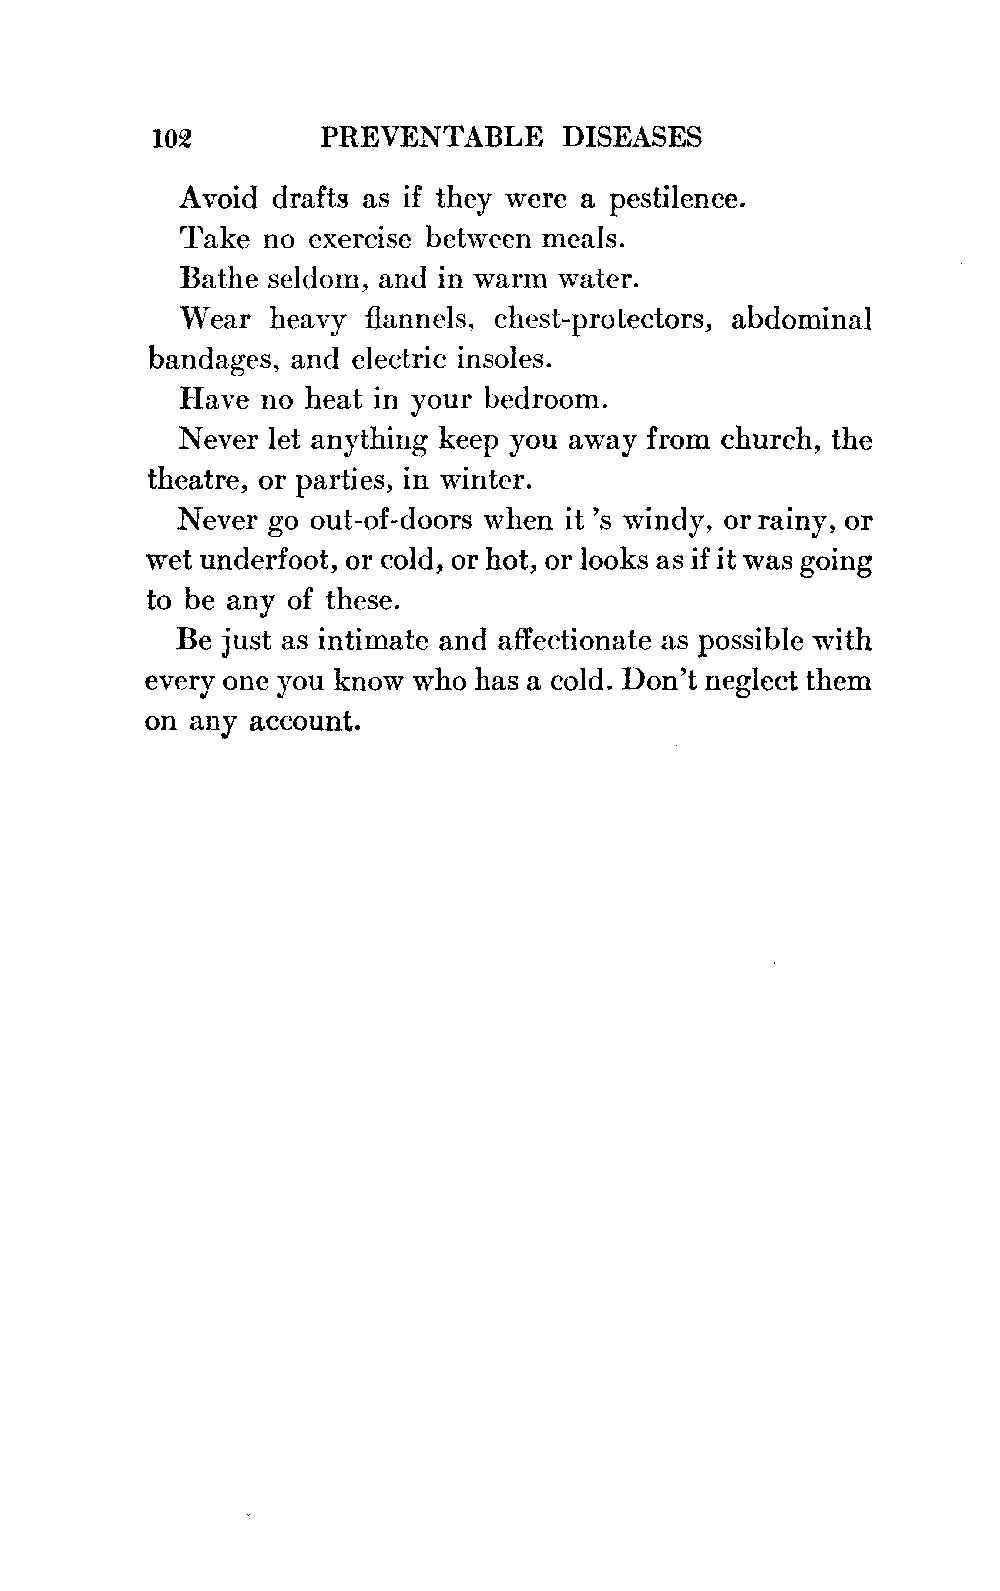 102 PREVENTABLE DISEASES
Avoid drafts as if they were a pestilence.
Take no exercise between meals.
Bathe seldom, and in warm water.
Wear heavy flannels, chest-protectors, abdominal
bandages, and electric insoles.
Have no heat in your bedroom.
Never let anything keep you away from church, the
theatre, or parties, in winter.
Never go out-of-doors when it 's windy, or rainy, or
wet underfoot, or cold, or hot, or looks as if it was going
to be any of these.
Be just as intimate and affectionate as possible with
every one you know who has a cold. Don't neglect them
on any account.